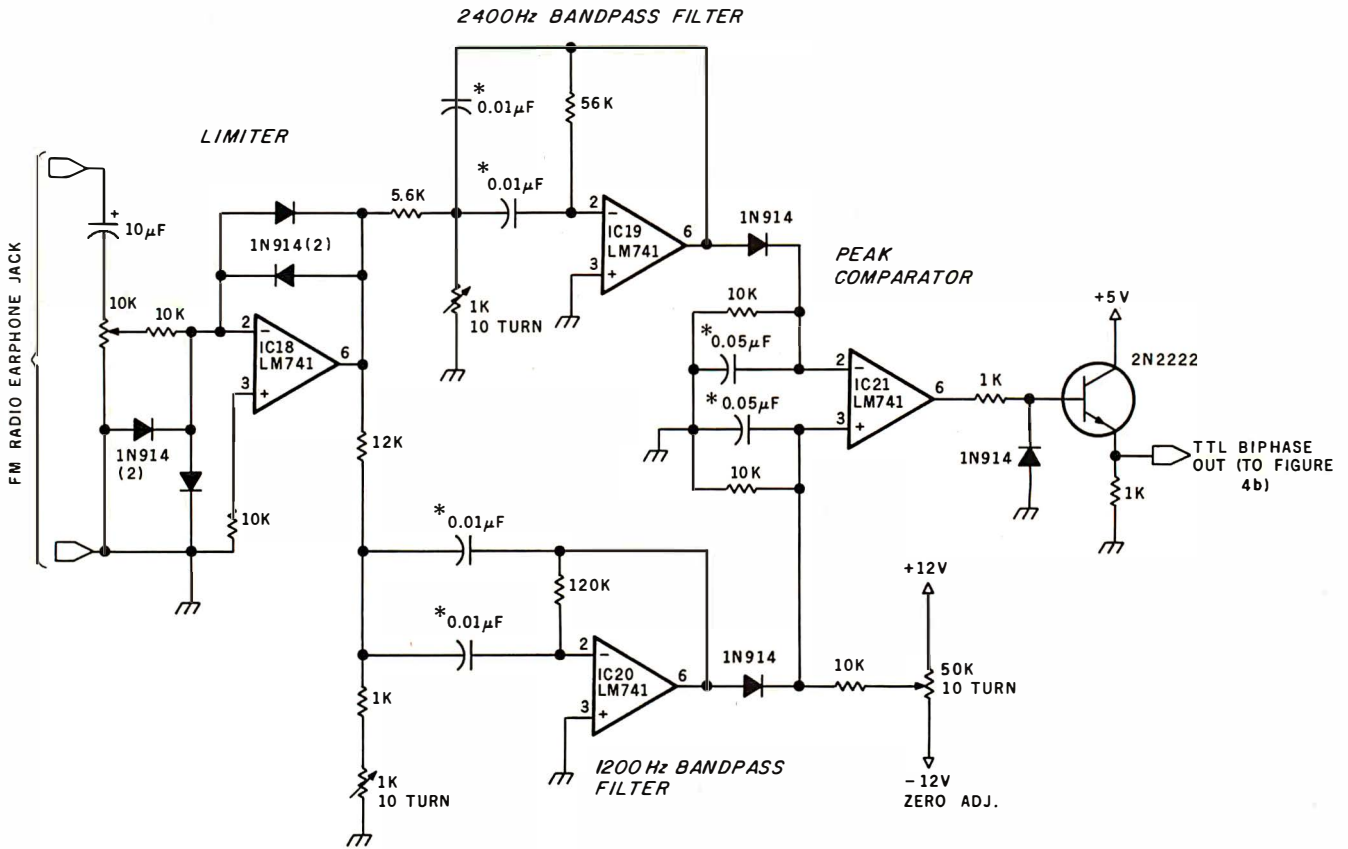 2400Hz BANDPASS FILTER
*
0.01µF
56K
LIMITER
*
0.01µF
5.6K
+
10µF
1N914(2)
2
−
IC19
LM741
6
3
+
1N914
PEAK
COMPARATOR
FM RADIO EARPHONE JACK
10K
10K
2
−
IC18
LM741
6
3
+
1K
10 TURN
10K
*
0.05µF
*
0.05µF
10K
2
−
IC21
LM741
6
3
+
1K
+5V
2N2222
1N914
TTL BIPHASE
OUT (TO FIGURE
4b)
1K
1N914
(2)
10K
12K
*
0.01µF
120K
*
0.01µF
2
−
IC20
LM741
6
3
+
1N914
10K
+12V
50K
10 TURN
−12V
ZERO ADJ.
1K
1K
10 TURN
1200Hz BANDPASS
FILTER